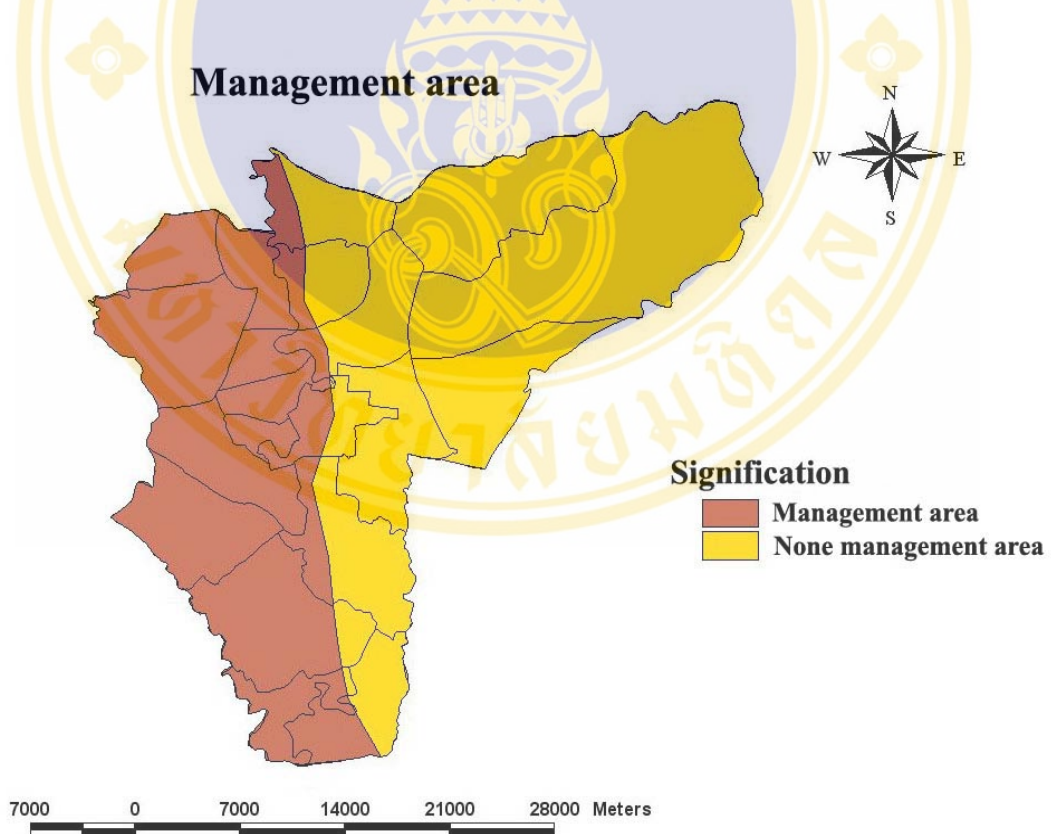 Management area
N
W E
S
Signification
Management area
None management area
7000 0 7000 14000 21000 28000 Meters